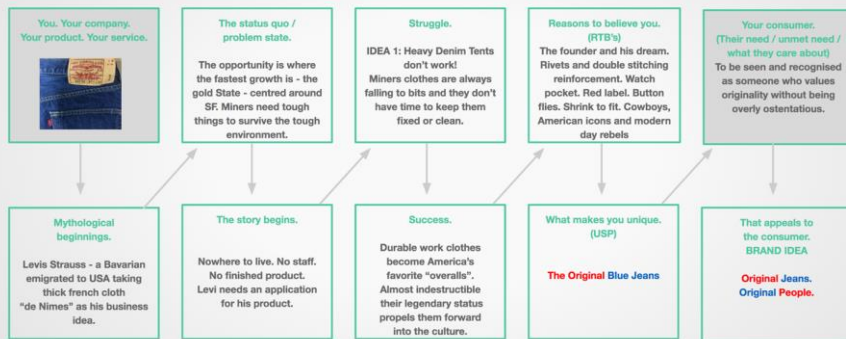 You. Your company.
Your product. Your service.
Mythological
beginnings.
Levis Strauss - a Bavarian
emigrated to USA taking
thick french cloth
“de Nimes” as his business
idea.
The status quo /
problem state.
The opportunity is where
the fastest growth is - the
gold State - centred around
SF. Miners need tough
things to survive the tough
environment.
The story begins.
Nowhere to live. No staff.
No finished product.
Levi needs an application
for his product.
Struggle.
IDEA 1: Heavy Denim Tents
don’t work!
Miners clothes are always
falling to bits and they don’t
have time to keep them
fixed or clean.
Success.
Durable work clothes
become America’s
favorite “overalls”.
Almost indestructible
their legendary status
propels them forward
into the culture.
Reasons to believe you.
(RTB’s)
The founder and his dream.
Rivets and double stitching
reinforcement. Watch
pocket. Red label. Button
flies. Shrink to fit. Cowboys,
American icons and modern
day rebels
What makes you unique.
(USP)
The Original Blue Jeans
Your consumer.
(Their need / unmet need /
what they care about)
To be seen and recognised
as someone who values
originality without being
overly ostentatious.
That appeals to
the consumer.
BRAND IDEA
Original Jeans.
Original People.